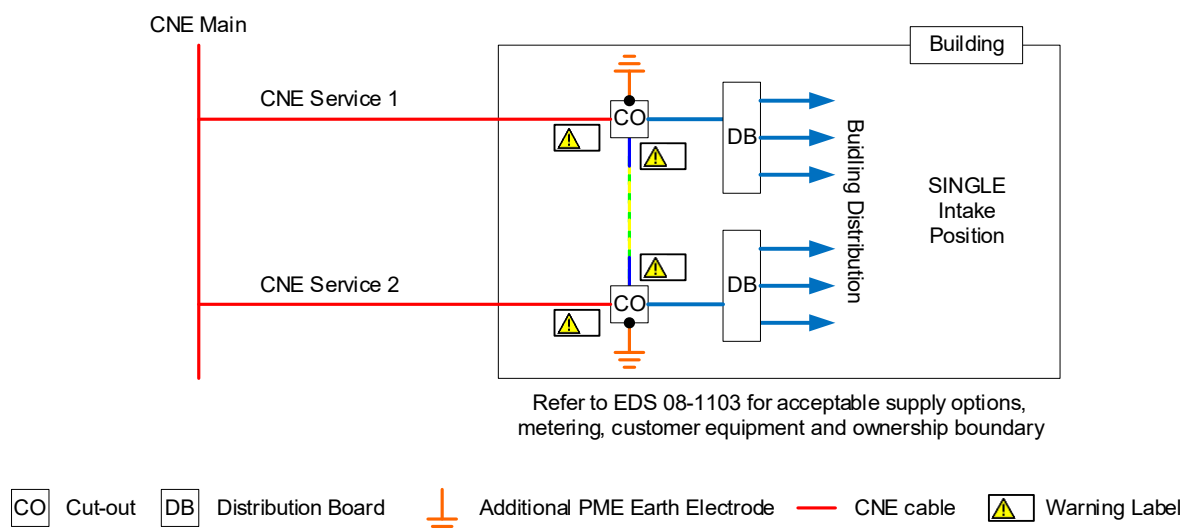 CNE Main
Building
CNE Service 1
CO
DB
Buidling Distribution
SINGLE
Intake
Position
CNE Service 2
CO
DB
Refer to EDS 08-1103 for acceptable supply options,
metering, customer equipment and ownership boundary
CO Cut-out DB Distribution Board Additional PME Earth Electrode CNE cable Warning Label